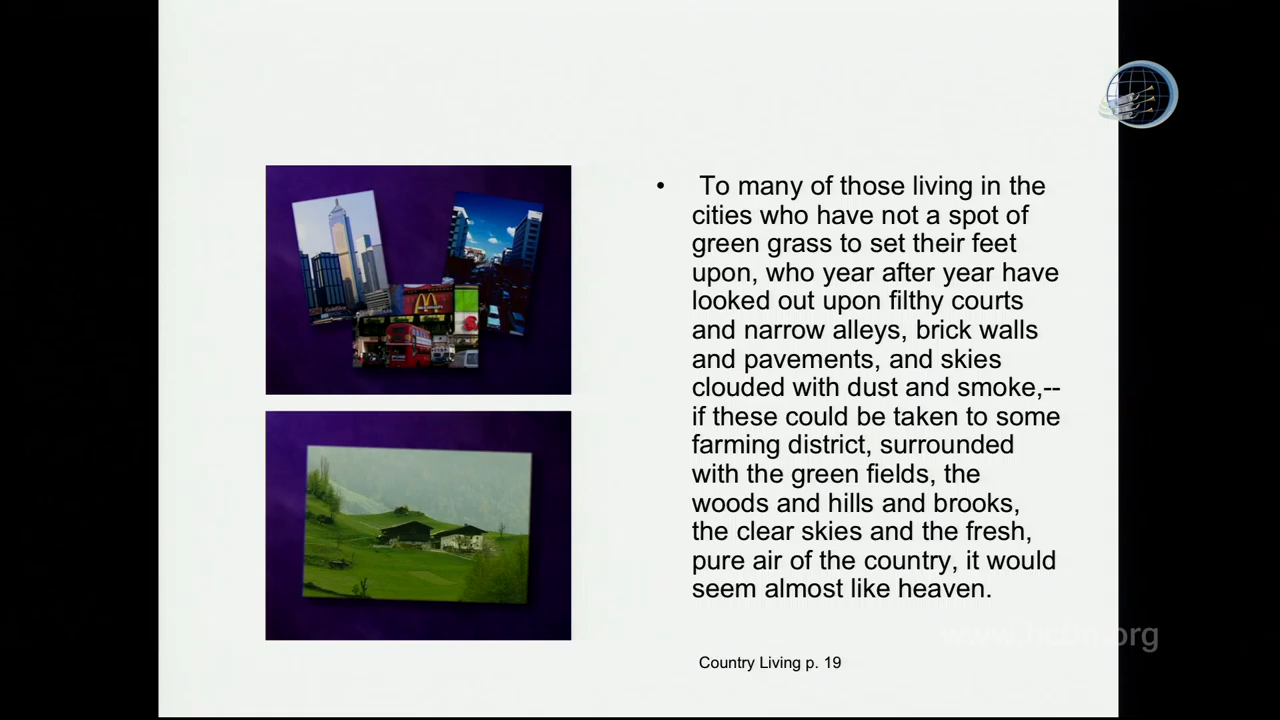 • To many of those living in the
cities who have not a spot of
green grass to set their feet
upon, who year after year have
looked out upon filthy courts
and narrow alleys, brick walls
and pavements, and skies
clouded with dust and smoke,--
if these could be taken to some
farming district, surrounded
with the green fields, the
woods and hills and brooks,
the clear skies and the fresh,
pure air of the country, it would
seem almost like heaven.
Country Living p. 19